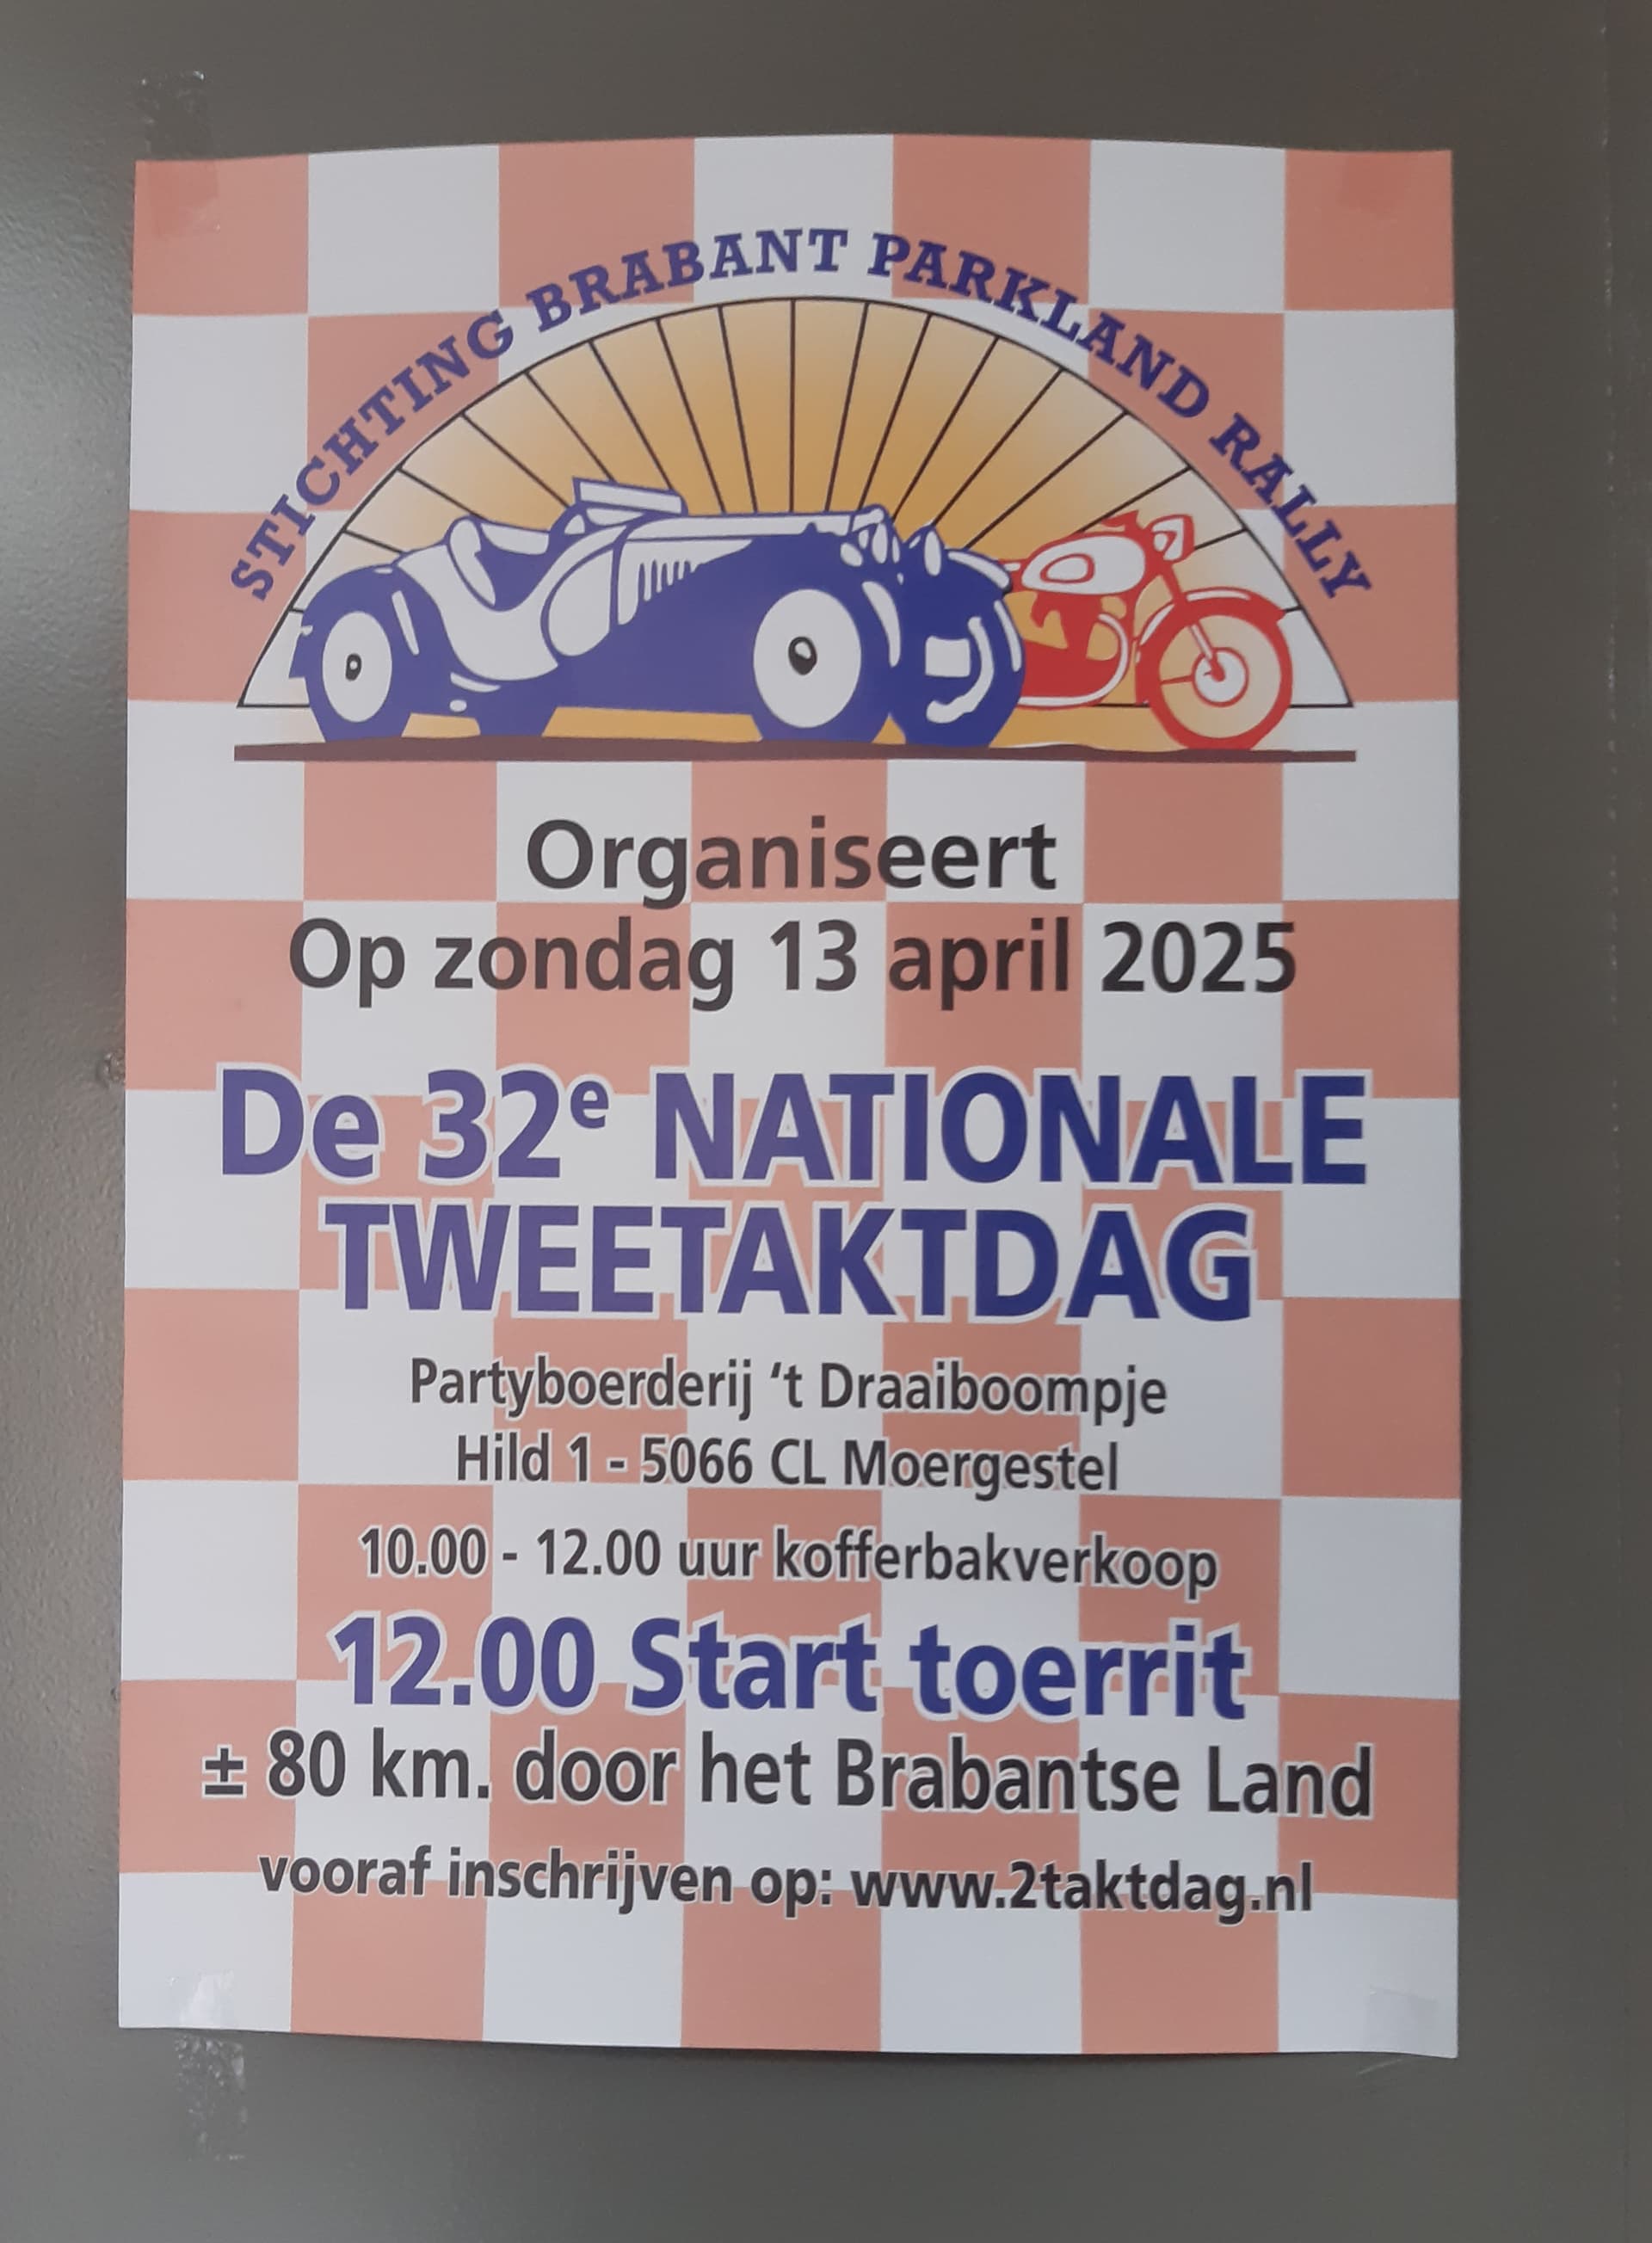 STICHTING BRABANT PARKLAND RALLY
Organiseert
Op zondag 13 april 2025
De 32e NATIONALE
TWEETAKTDAG
Partyboerderij ‘t Draaiboompje
Hild 1 - 5066 CL Moergestel
10.00 - 12.00 uur kofferbakverkoop
12.00 Start toerrit
± 80 km. door het Brabantse Land
vooraf inschrijven op: www.2taktdag.nl